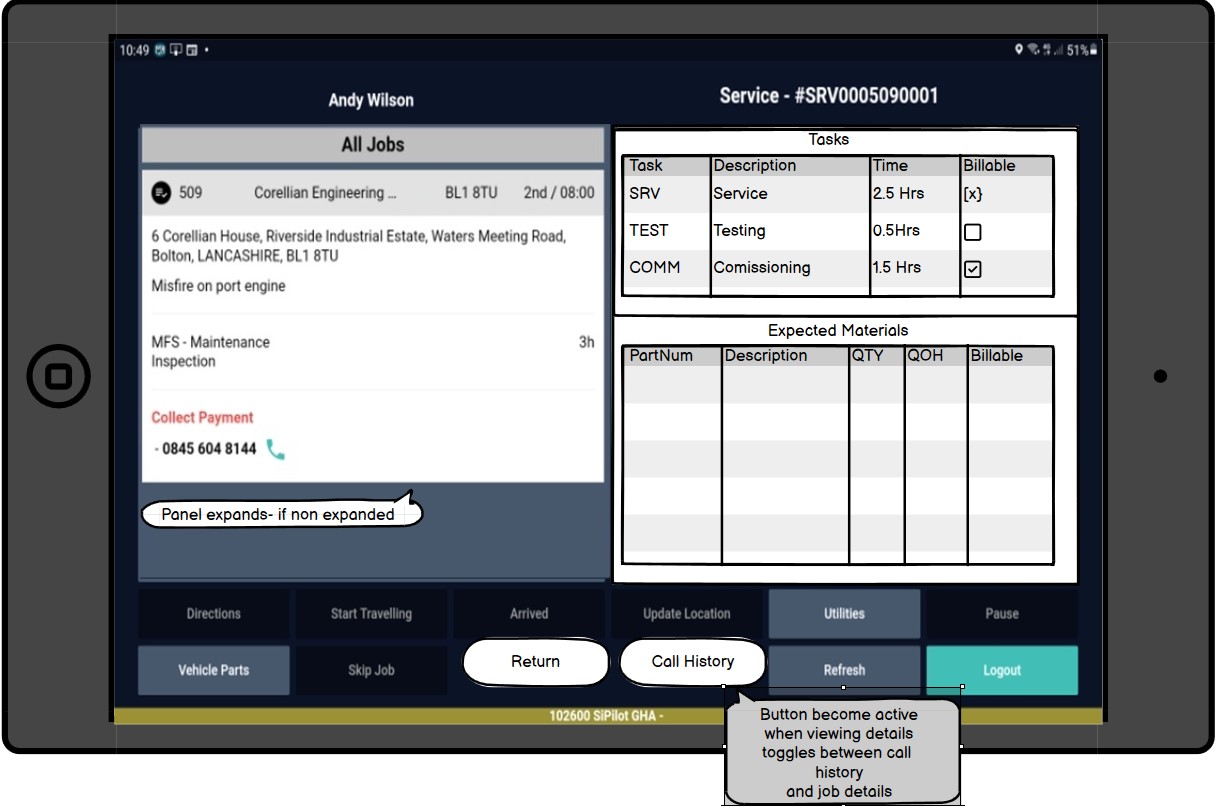 10:49
51%
Andy Wilson
Service - #SRV0005090001
All Jobs
509 Corellian Engineering ... BL1 8TU 2nd / 08:00
6 Corellian House, Riverside Industrial Estate, Waters Meeting Road,
Bolton, LANCASHIRE, BL1 8TU
Misfire on port engine
MFS - Maintenance 3h
Inspection
Collect Payment
- 0845 604 8144
Panel expands- if non expanded
Tasks
Task Description Time Billable
SRV Service 2.5 Hrs [x}
TEST Testing 0.5Hrs
COMM Comissioning 1.5 Hrs
Expected Materials
PartNum Description QTY QOH Billable
Directions Start Travelling Arrived Update Location Utilities Pause
Vehicle Parts Skip Job Return Call History Refresh Logout
102600 SiPilot GHA -
Button become active
when viewing details
toggles between call
history
and job details